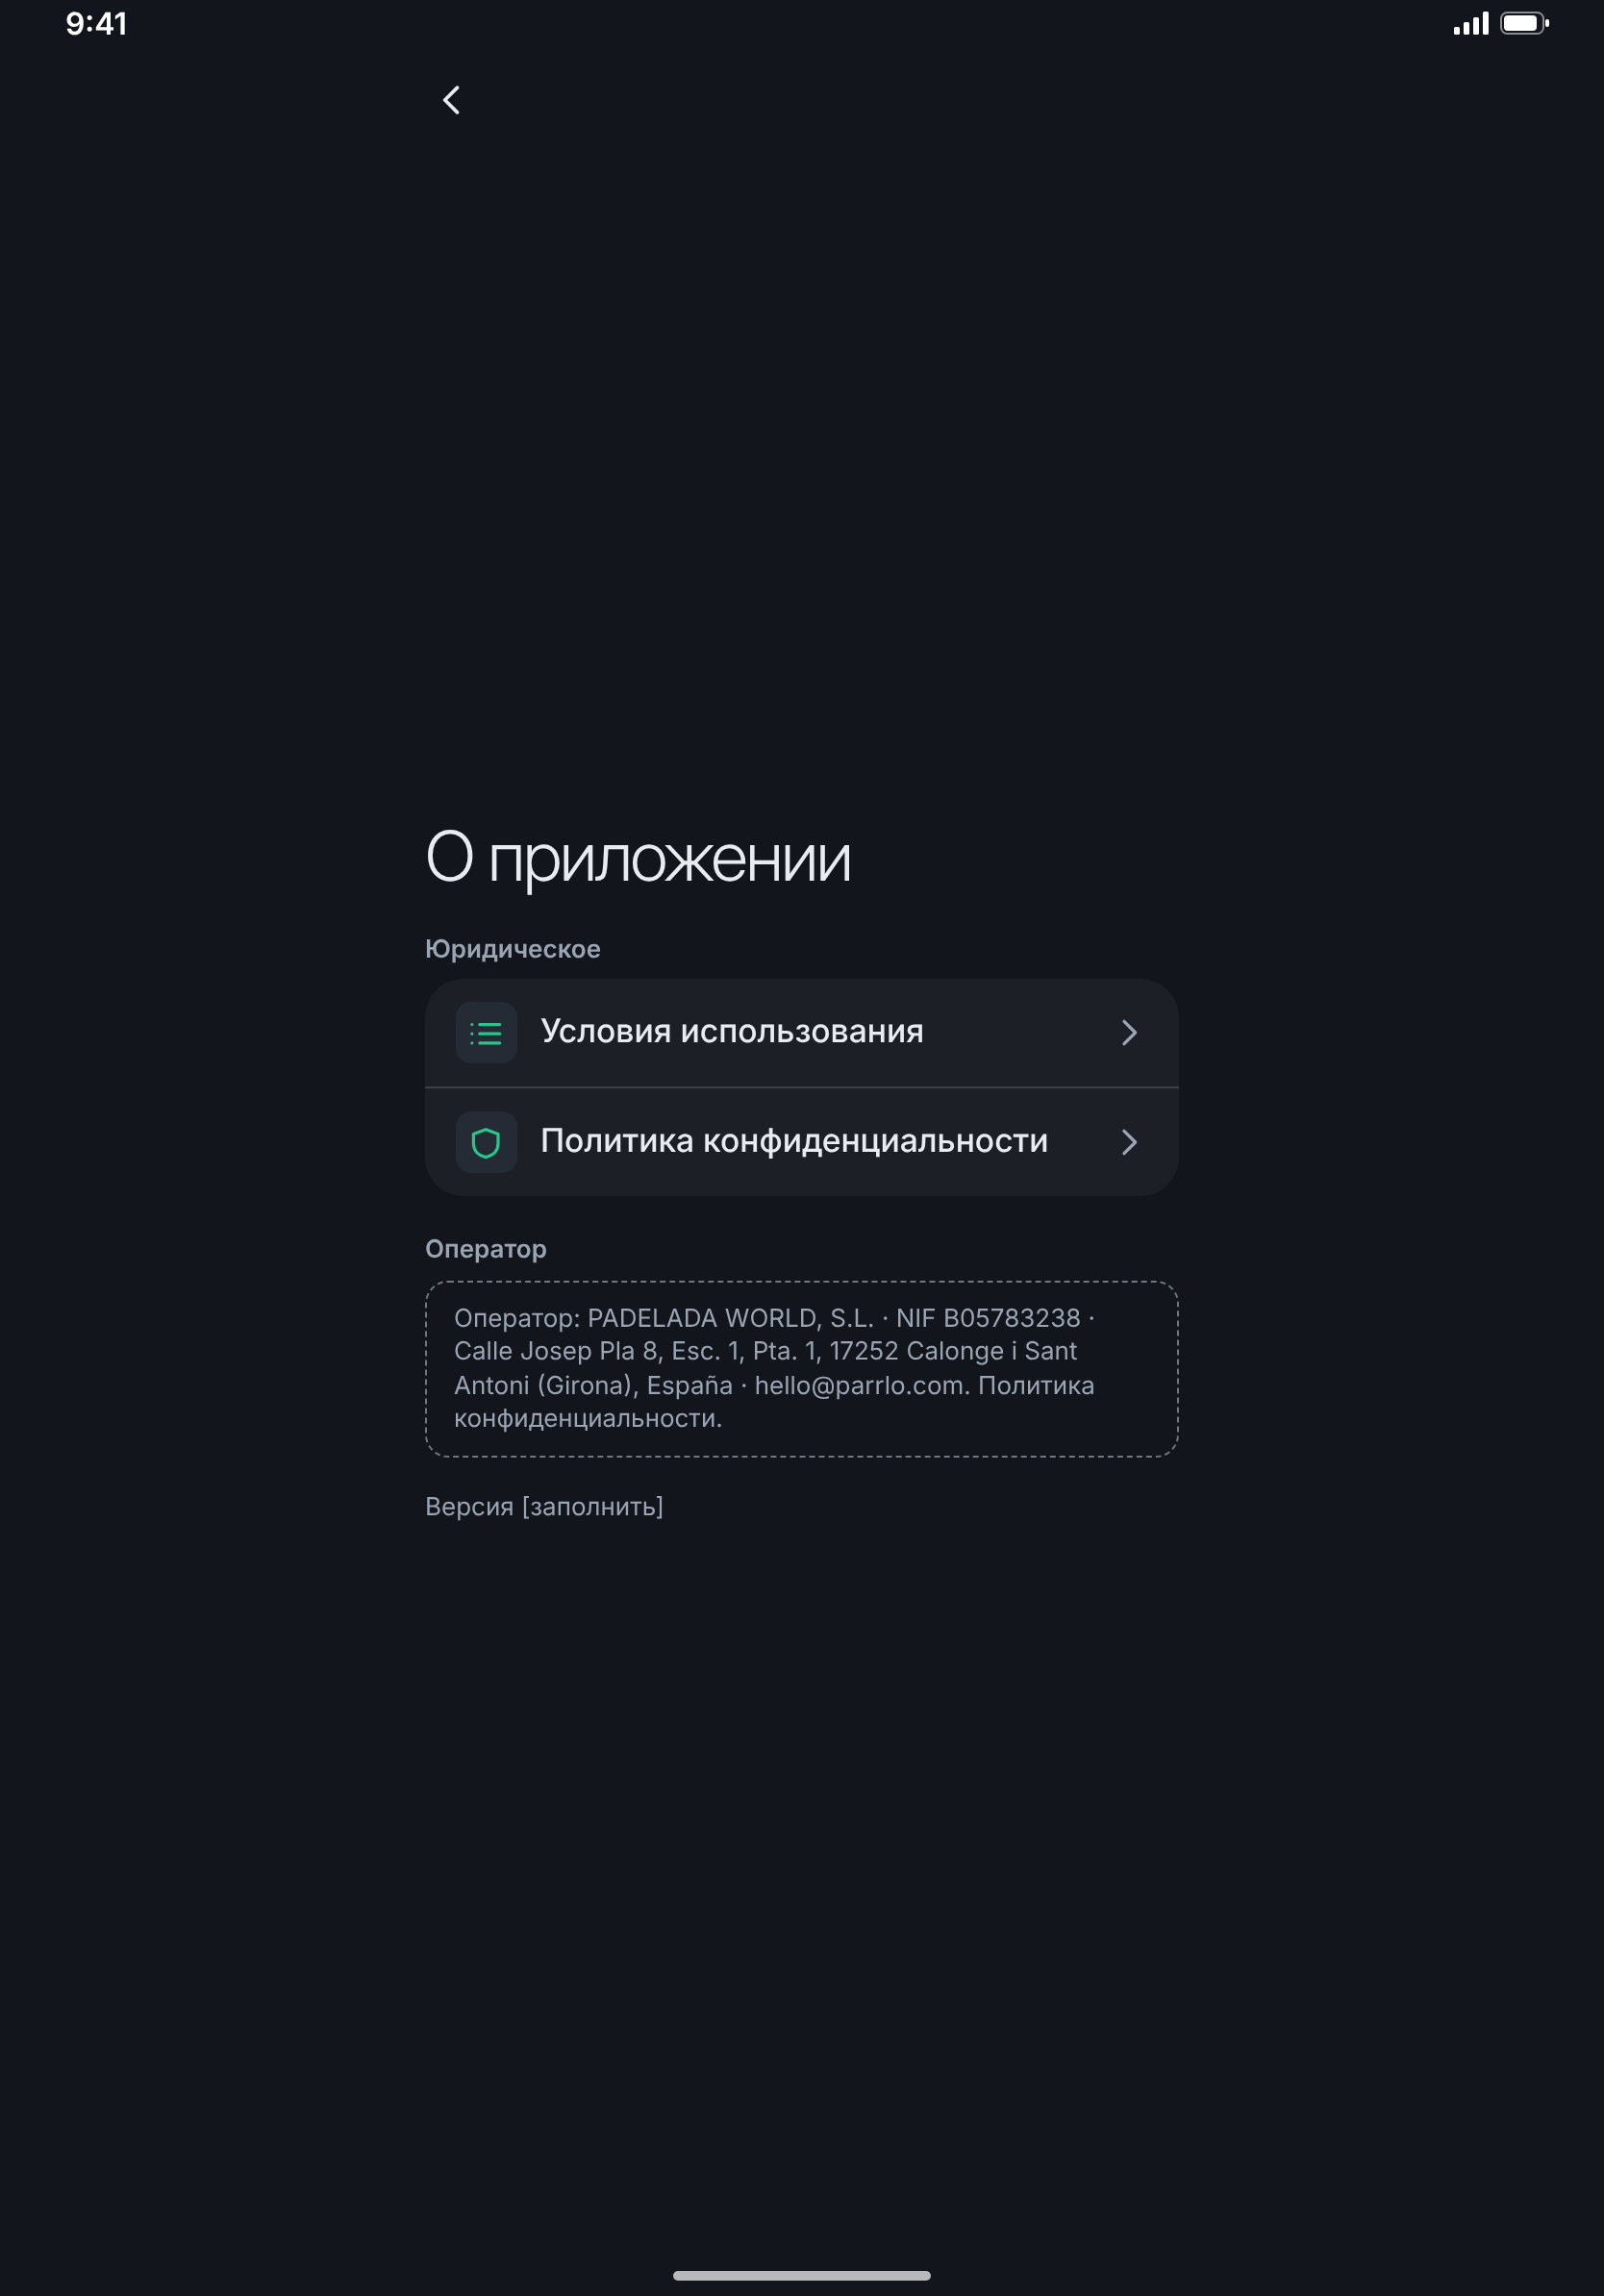 9:41
О приложении
Юридическое
Условия использования
Политика конфиденциальности
Оператор
Оператор: PADELADA WORLD, S.L. · NIF B05783238 ·
Calle Josep Pla 8, Esc. 1, Pta. 1, 17252 Calonge i Sant
Antoni (Girona), España · hello@parrlo.com. Политика
конфиденциальности.
Версия [заполнить]